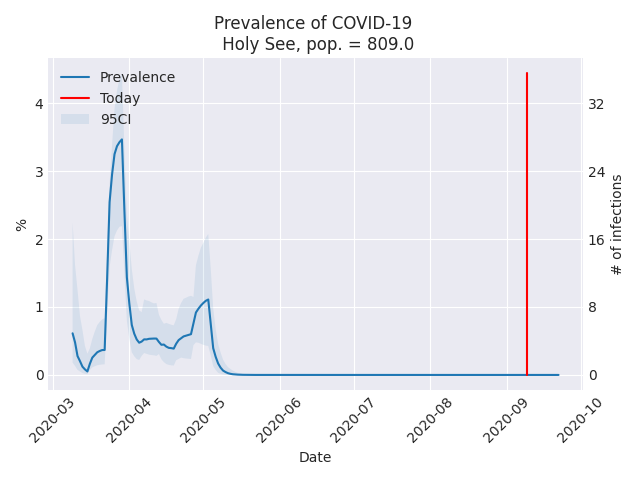 Prevalence of COVID-19
Holy See, pop. = 809.0
Prevalence
Today
95CI
4
3
2
1
0
%
32
24
16
8
0
# of infections
2020-03
2020-04
2020-05
2020-06
2020-07
2020-08
2020-09
2020-10
Date